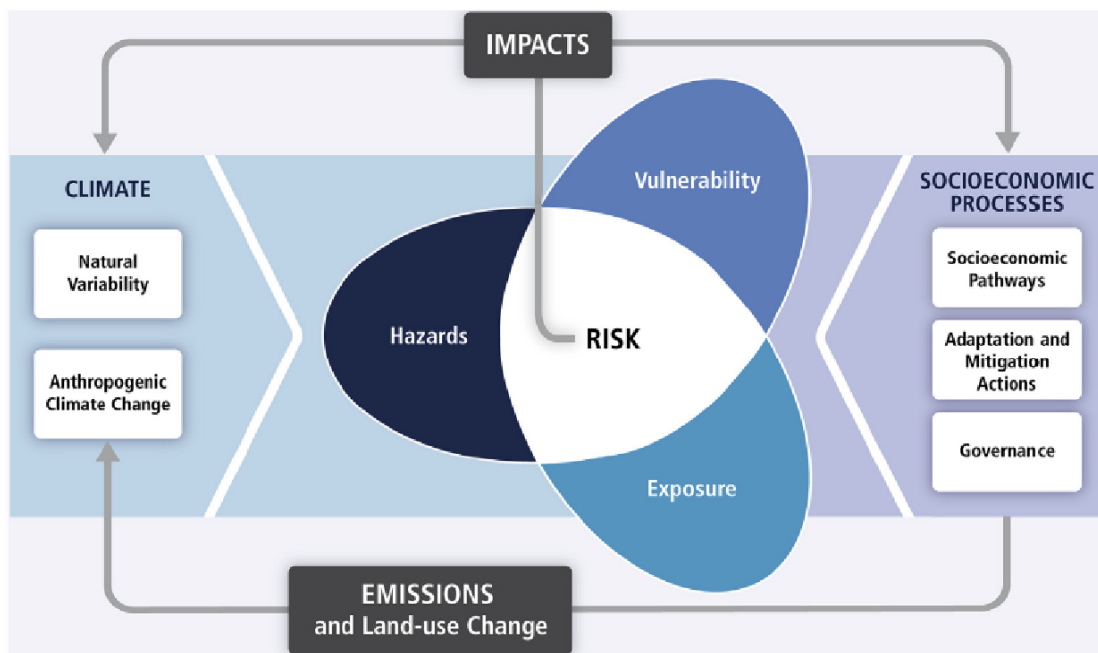 IMPACTS
CLIMATE
Natural
Variability
Anthropogenic
Climate Change
Vulnerability
Hazards
RISK
Exposure
SOCIOECONOMIC
PROCESSES
Socioeconomic
Pathways
Adaptation and
Mitigation
Actions
Governance
EMISSIONS
and Land-use Change